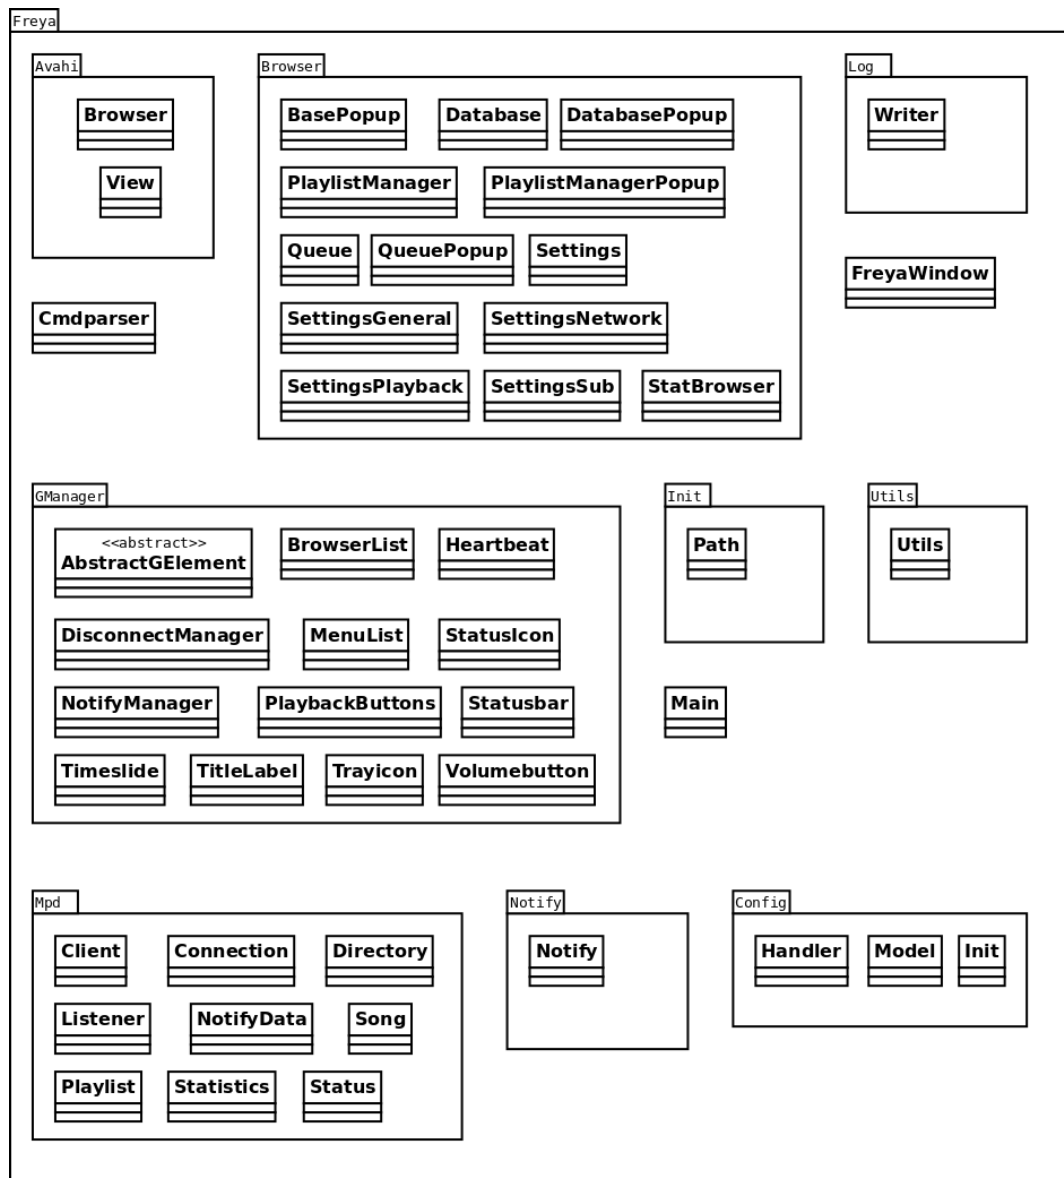 Freya
Avahi
Browser
View
Browser
BasePopup
Database
DatabasePopup
PlaylistManager
PlaylistManagerPopup
Queue
QueuePopup
Settings
SettingsGeneral
SettingsNetwork
SettingsPlayback
SettingsSub
StatBrowser
Log
Writer
FreyaWindow
Cmdparser
GManager
<<abstract>>
AbstractGElement
BrowserList
Heartbeat
DisconnectManager
MenuList
StatusIcon
NotifyManager
PlaybackButtons
Statusbar
Timeslide
TitleLabel
Trayicon
Volumebutton
Init
Path
Utils
Utils
Main
Mpd
Client
Connection
Directory
Listener
NotifyData
Song
Playlist
Statistics
Status
Notify
Notify
Config
Handler
Model
Init